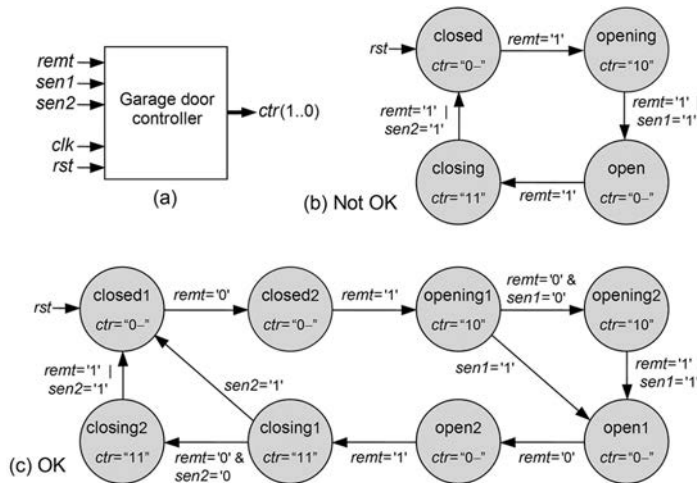 remt
sen1
sen2
clk
rst
Garage door
controller
ctr(1..0)
(a)
rst
closed
ctr="0–"
remt='1'
opening
ctr="10"
remt='1' |
sen1='1'
remt='1' |
sen2='1'
closing
ctr="11"
remt='1'
open
ctr="0–"
(b) Not OK
rst
closed1
ctr="0–"
remt='0'
closed2
ctr="0–"
remt='1'
opening1
ctr="10"
remt='0' &
sen1='0'
opening2
ctr="10"
remt='1' |
sen2='1'
sen2='1'
sen1='1'
remt='1' |
sen1='1'
closing2
ctr="11"
remt='0' &
sen2='0
closing1
ctr="11"
remt='1'
open2
ctr="0–"
remt='0'
open1
ctr="0–"
(c) OK